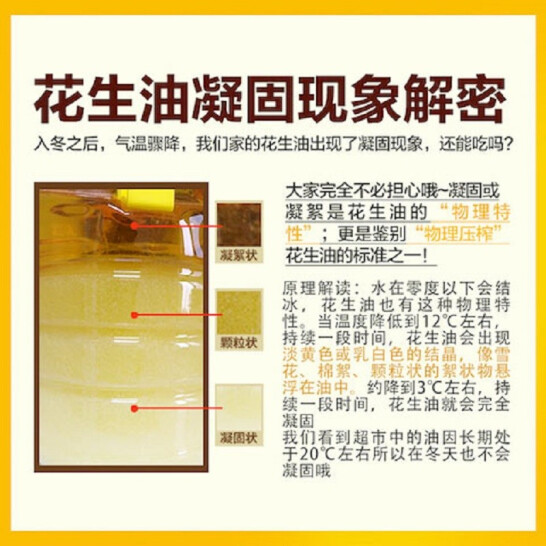 花生油凝固现象解密
入冬之后，气温骤降，我们家的花生油出现了凝固现象，还能吃吗？
凝絮状
颗粒状
凝固状
大家完全不必担心哦~凝固或
凝絮是花生油的“物理特
性”；更是鉴别“物理压榨”
花生油的标准之一！
原理解读：水在零度以下会结
冰，花生油也有这种物理特
性。当温度降低到12℃左右，
持续一段时间，花生油会出现
淡黄色或乳白色的结晶，像雪
花、棉絮、颗粒状的絮状物悬
浮在油中。约降到3℃左右，持
续一段时间，花生油就会完全
凝固
我们看到超市中的油因长期处
于20℃左右所以在冬天也不会
凝固哦